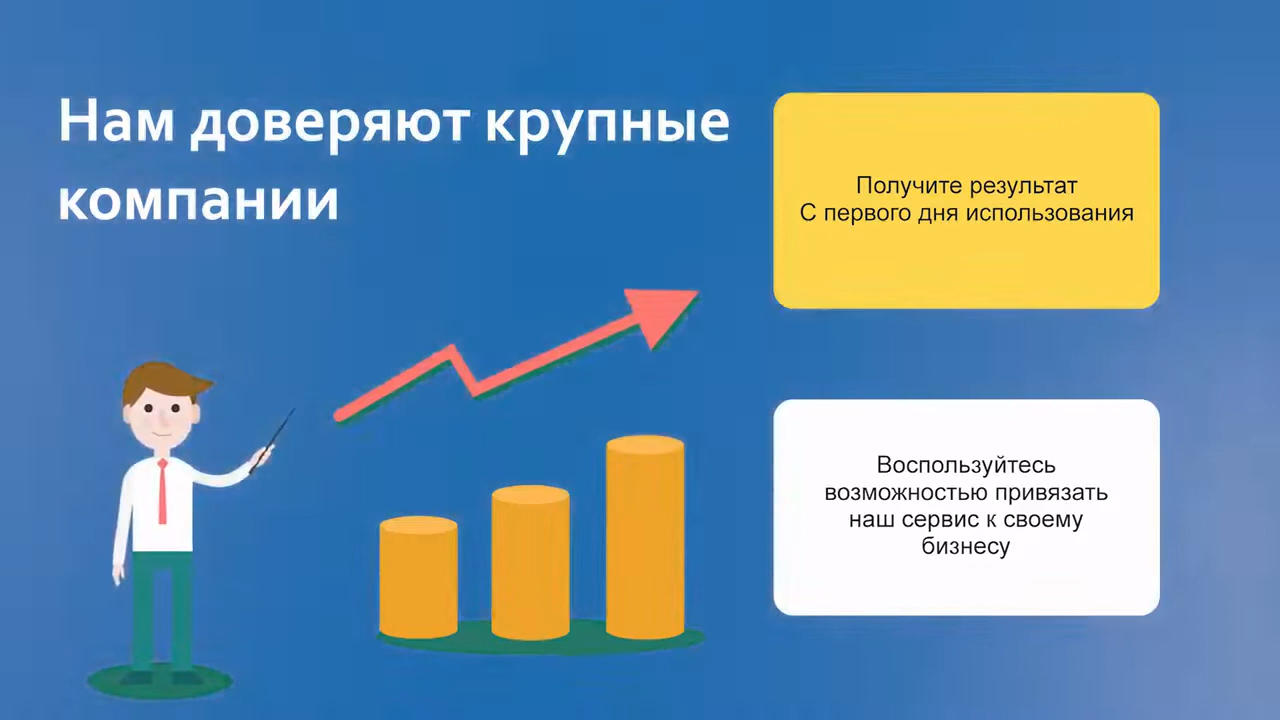 Нам доверяют крупные
компании
Получите результат
С первого дня использования
Воспользуйтесь
возможностью привязать
наш сервис к своему
бизнесу